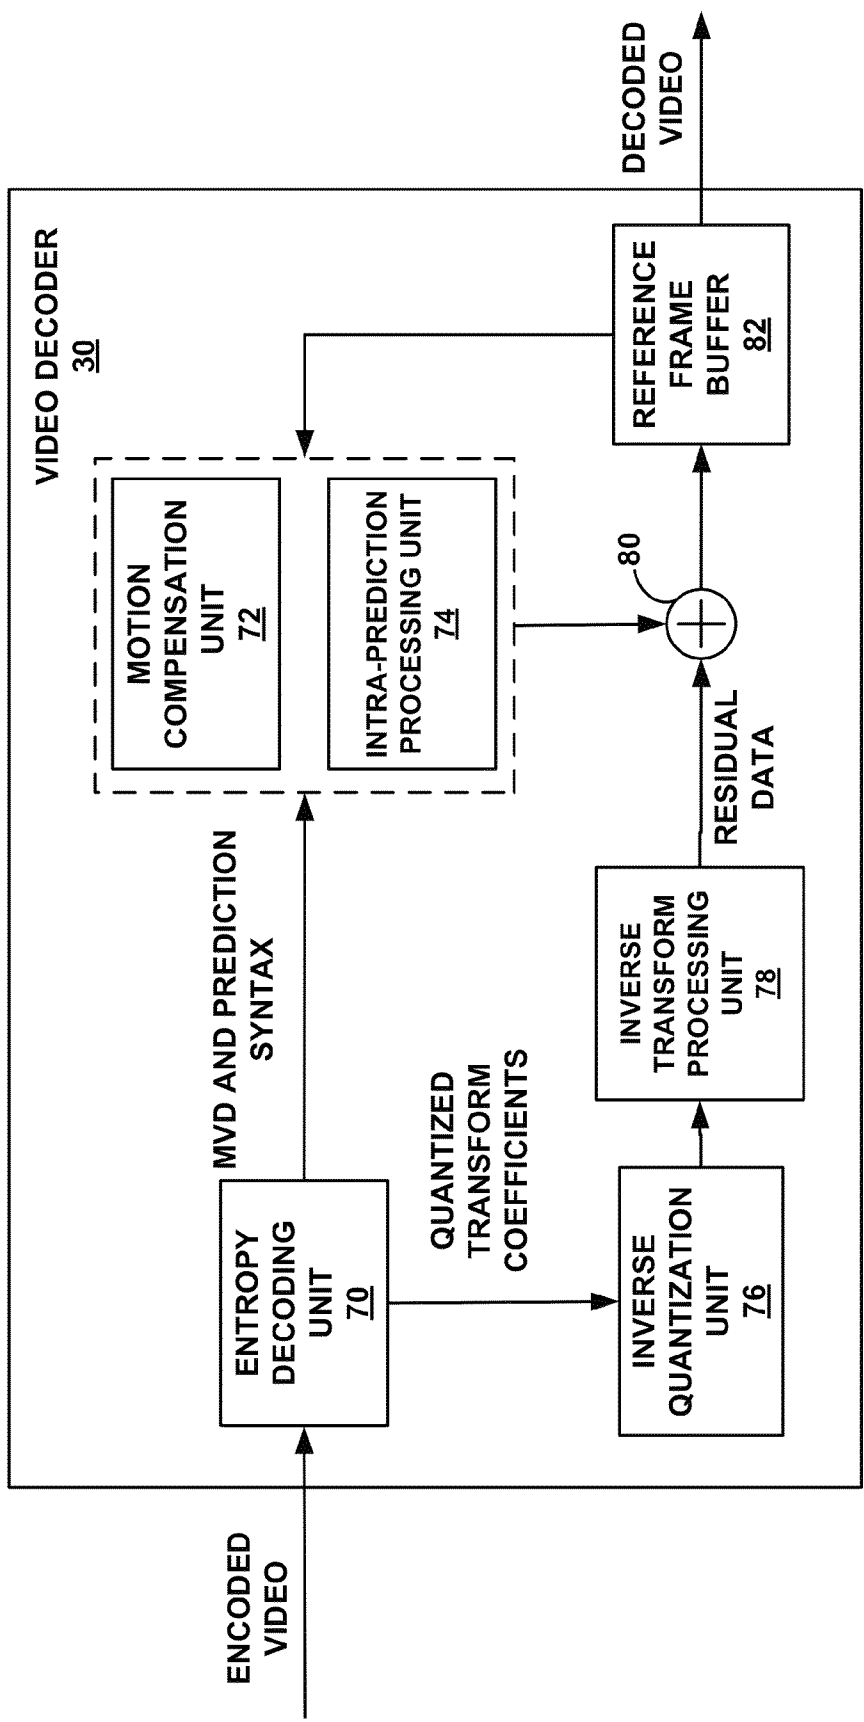 VIDEO DECODER
30
ENCODED
VIDEO
ENTROPY
DECODING
UNIT
70
MVD AND PREDICTION
SYNTAX
MOTION
COMPENSATION
UNIT
72
INTRA-PREDICTION
PROCESSING UNIT
74
QUANTIZED
TRANSFORM
COEFFICIENTS
INVERSE
QUANTIZATION
UNIT
76
INVERSE
TRANSFORM
PROCESSING
UNIT
78
RESIDUAL
DATA
80
REFERENCE
FRAME
BUFFER
82
DECODED
VIDEO